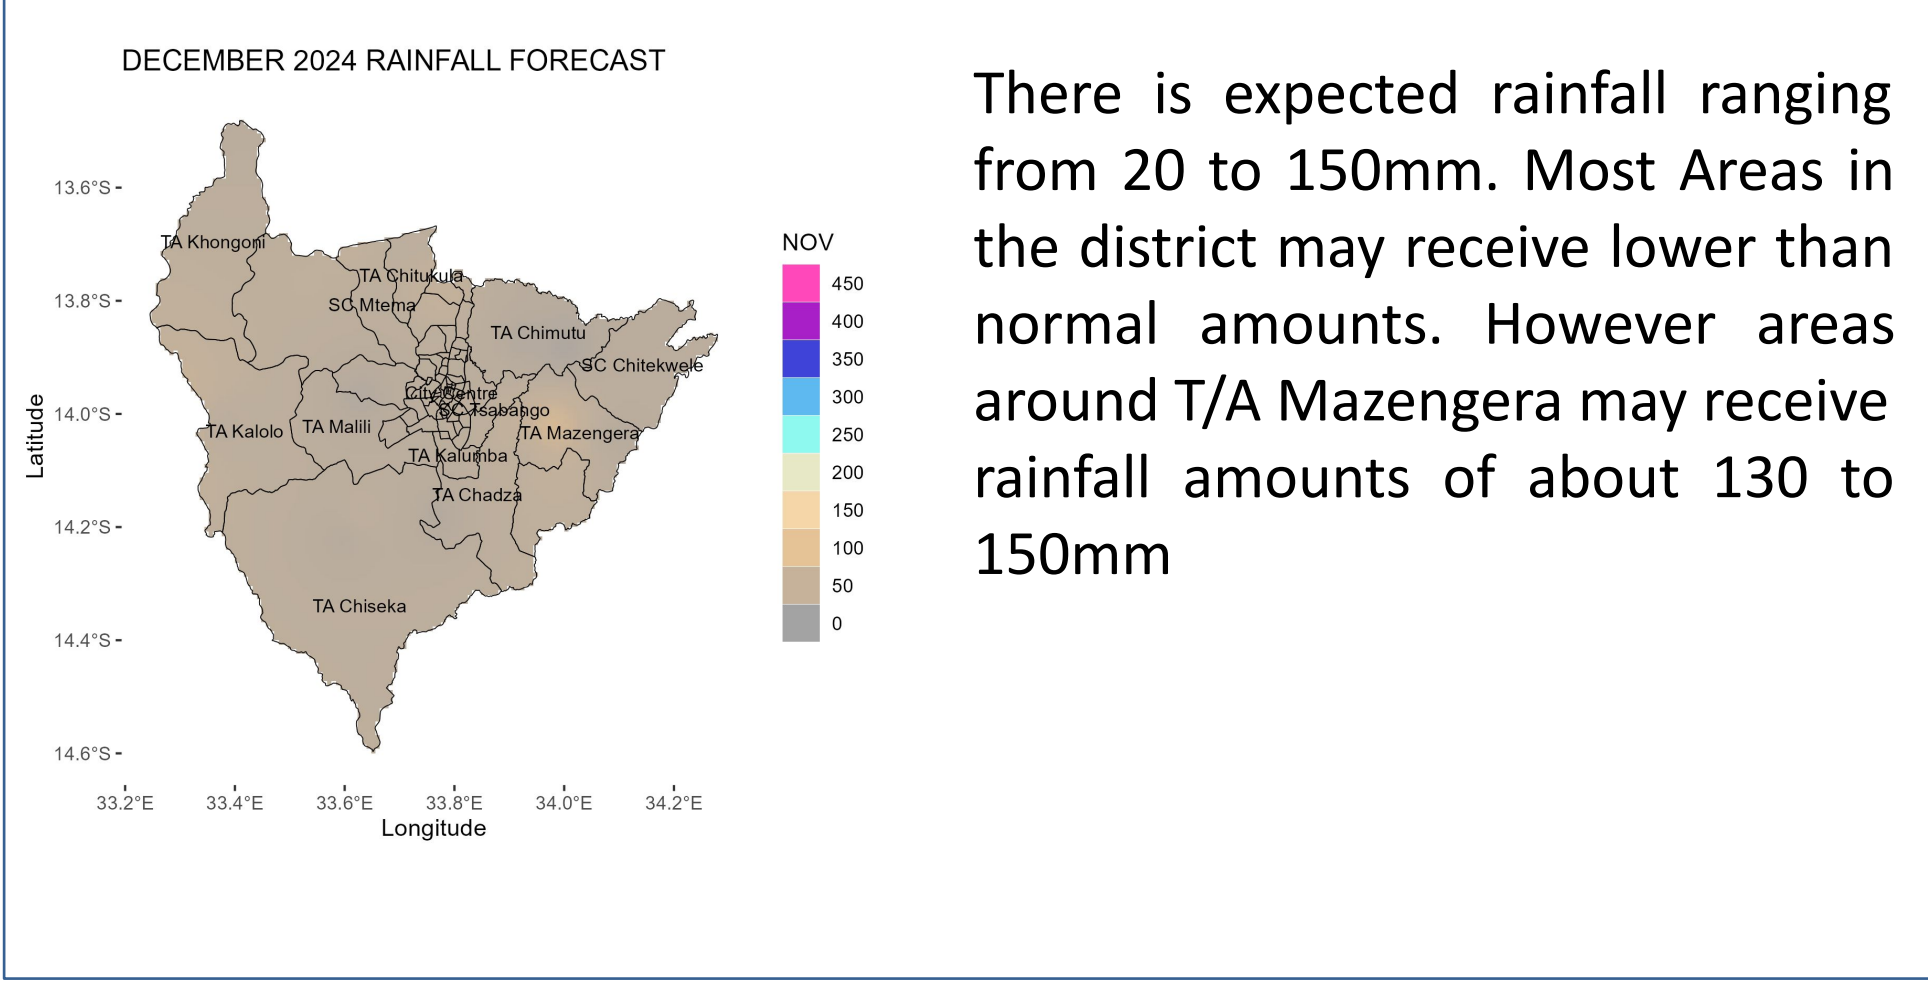 DECEMBER 2024 RAINFALL FORECAST
13.6°S
13.8°S
14.0°S
14.2°S
14.4°S
14.6°S
Latitude
33.2°E 33.4°E 33.6°E 33.8°E 34.0°E 34.2°E
Longitude
TA Khongoni
TA Chitukula
SC Mtema
TA Chimutu
SC Chitekwele
City Centre
SC Tsabango
TA Kalolo
TA Malili
TA Mazengera
TA Kalumba
TA Chadza
TA Chiseka
NOV
450
400
350
300
250
200
150
100
50
0
There is expected rainfall ranging
from 20 to 150mm. Most Areas in
the district may receive lower than
normal amounts. However areas
around T/A Mazengera may receive
rainfall amounts of about 130 to
150mm